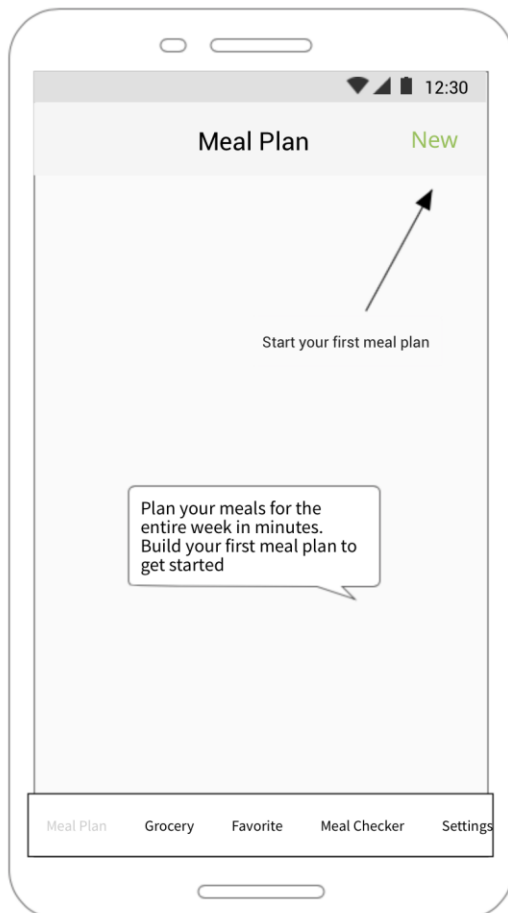 12:30
Meal Plan New
Start your first meal plan
Plan your meals for the
entire week in minutes.
Build your first meal plan to
get started
Meal Plan Grocery Favorite Meal Checker Settings